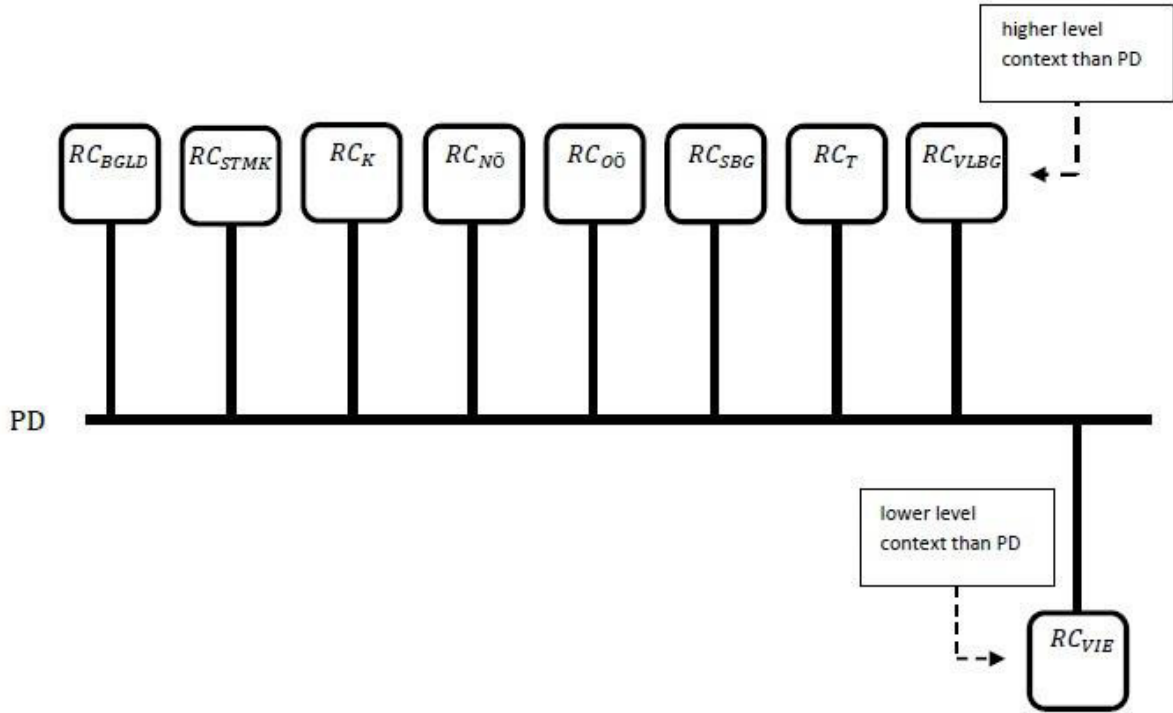 higher level
context than PD
RC_BGLD RC_STMK RC_K RC_NÖ RC_OÖ RC_SBG RC_T RC_VLBG
PD
lower level
context than PD
RC_VIE